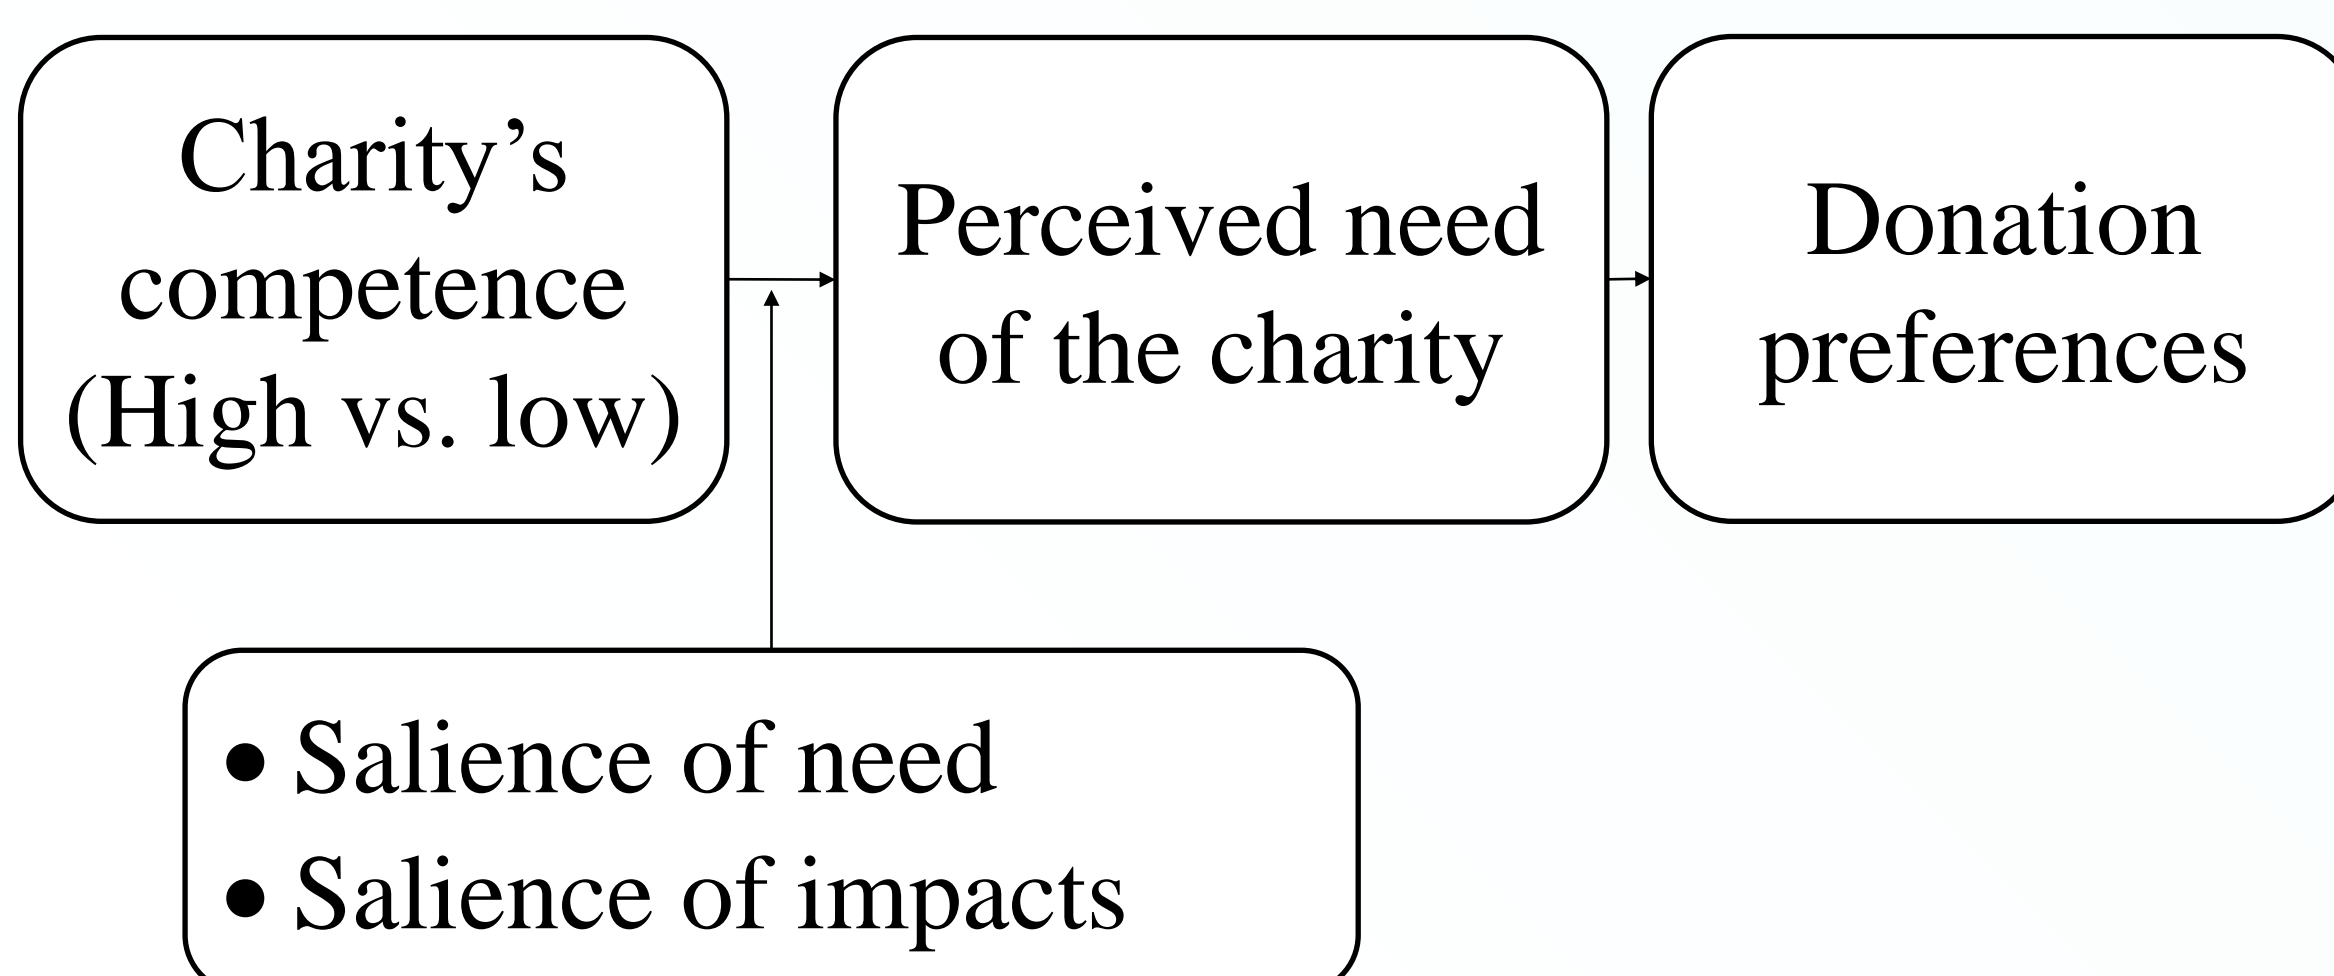 Charity’s
competence
(High vs. low)
Perceived need
of the charity
Donation
preferences
• Salience of need
• Salience of impacts